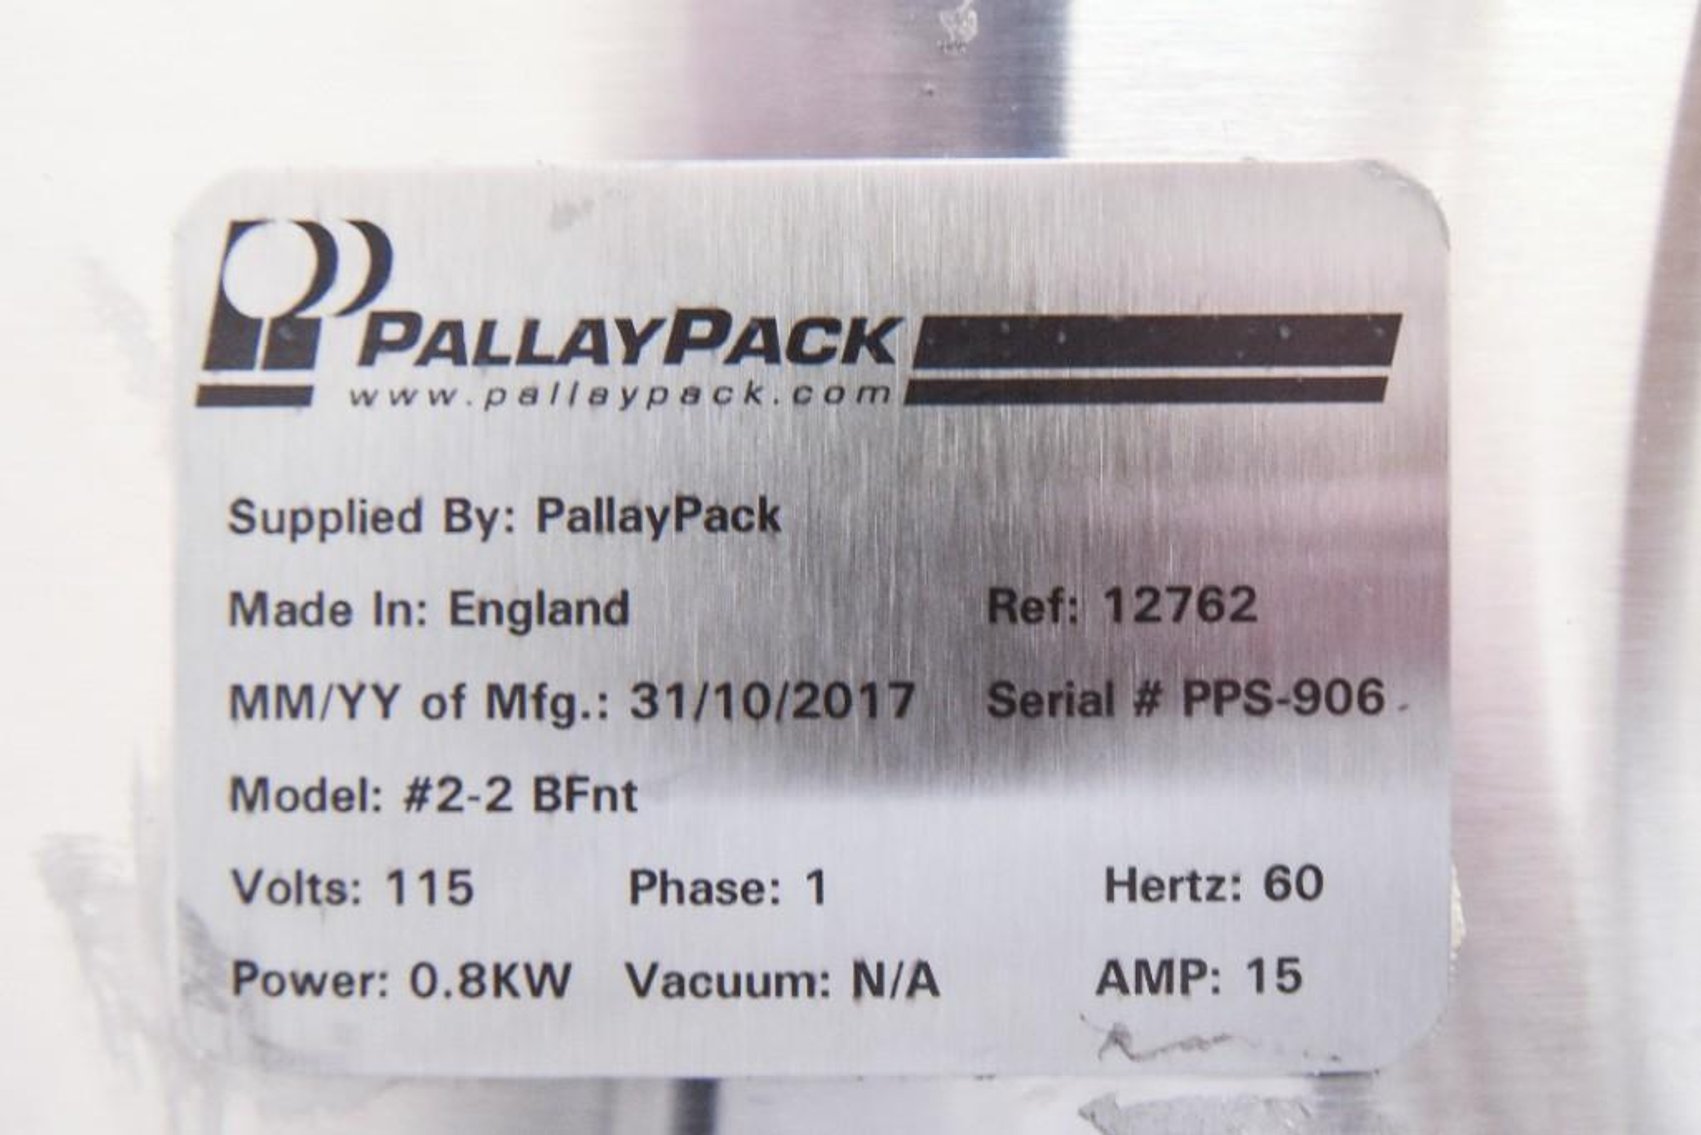 PALLAYPACK
www.pallaypack.com
Supplied By: PallayPack
Made In: England Ref: 12762
MM/YY of Mfg.: 31/10/2017 Serial # PPS-906
Model: #2-2 BFnt
Volts: 115 Phase: 1 Hertz: 60
Power: 0.8KW Vacuum: N/A AMP: 15